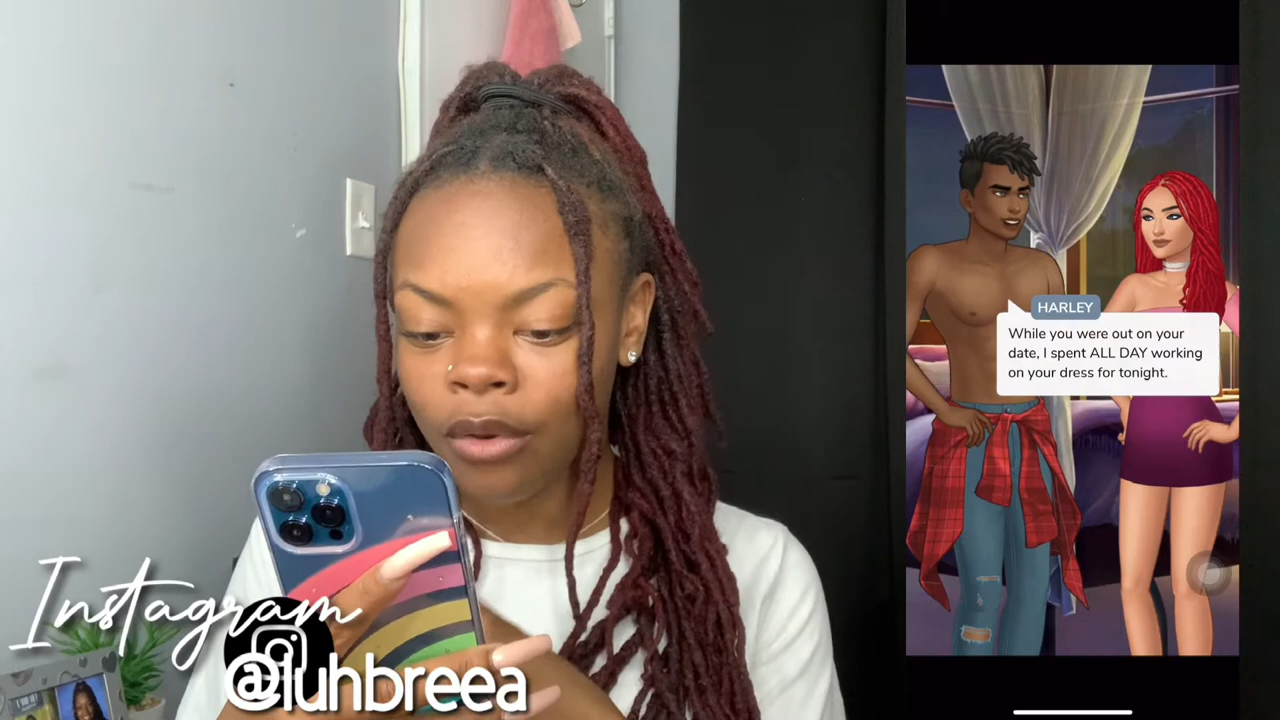 HARLEY
While you were out on your
date, I spent ALL DAY working
on your dress for tonight.
Instagram
@luhbreea